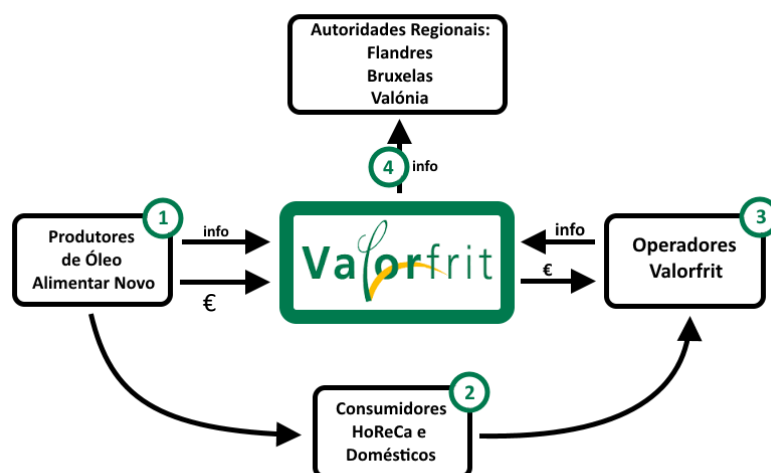 Autoridades Regionais:
Flandres
Bruxelas
Valónia
4
info
1
Produtores
de Óleo
Alimentar Novo
info
€
Valorfrit
info
€
3
Operadores
Valorfrit
2
Consumidores
HoReCa e
Domésticos